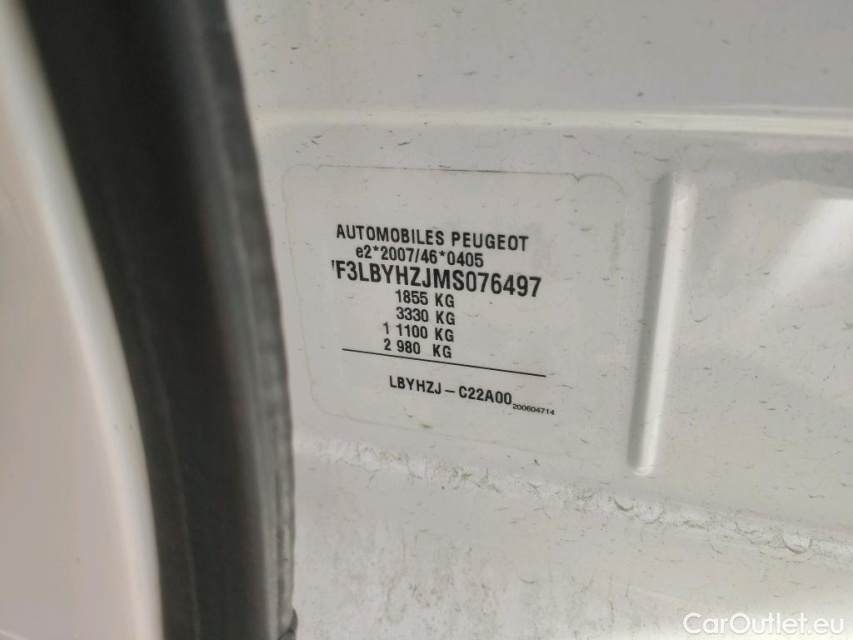 AUTOMOBILES PEUGEOT
e2*2007/46*0405
'F3LBYHZJMS076497
1855 KG
3330 KG
1 1100 KG
2 980 KG
LBYHZJ - C22A00
200604714
CarOutlet.eu